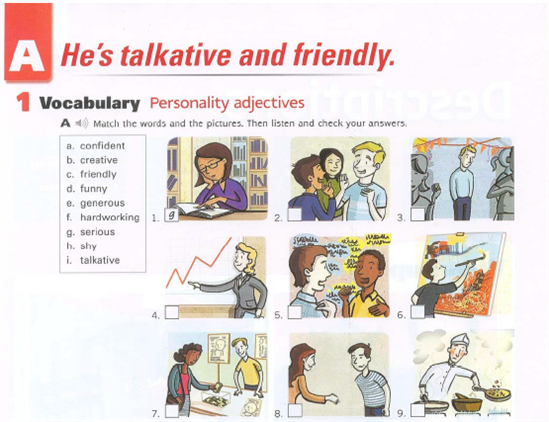 A He's talkative and friendly.
1 Vocabulary Personality adjectives
A Match the words and the pictures. Then listen and check your answers.
a. confident
b. creative
c. friendly
d. funny
e. generous
f. hardworking
g. serious
h. shy
i. talkative
1. g
2.
3.
4.
5.
6.
7.
8.
9.